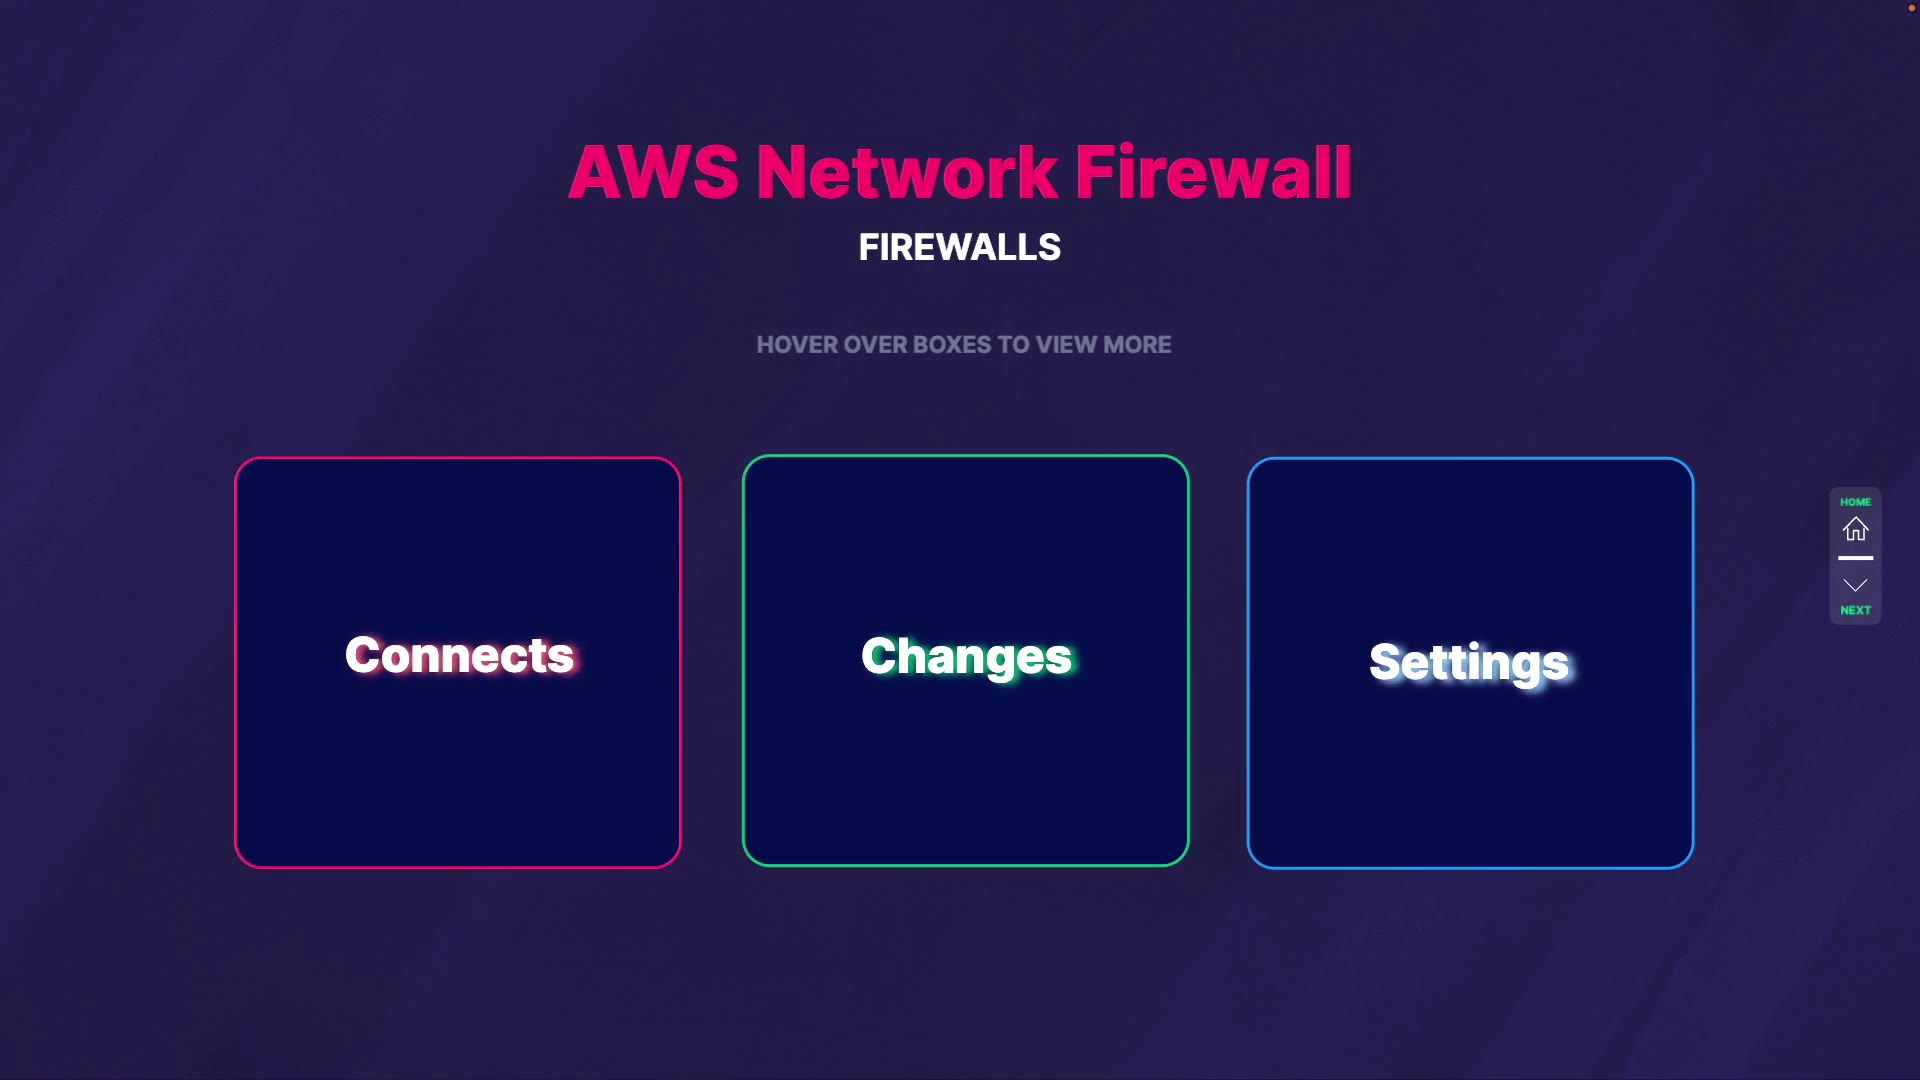 AWS Network Firewall
FIREWALLS
HOVER OVER BOXES TO VIEW MORE
Connects
Changes
Settings
HOME
NEXT